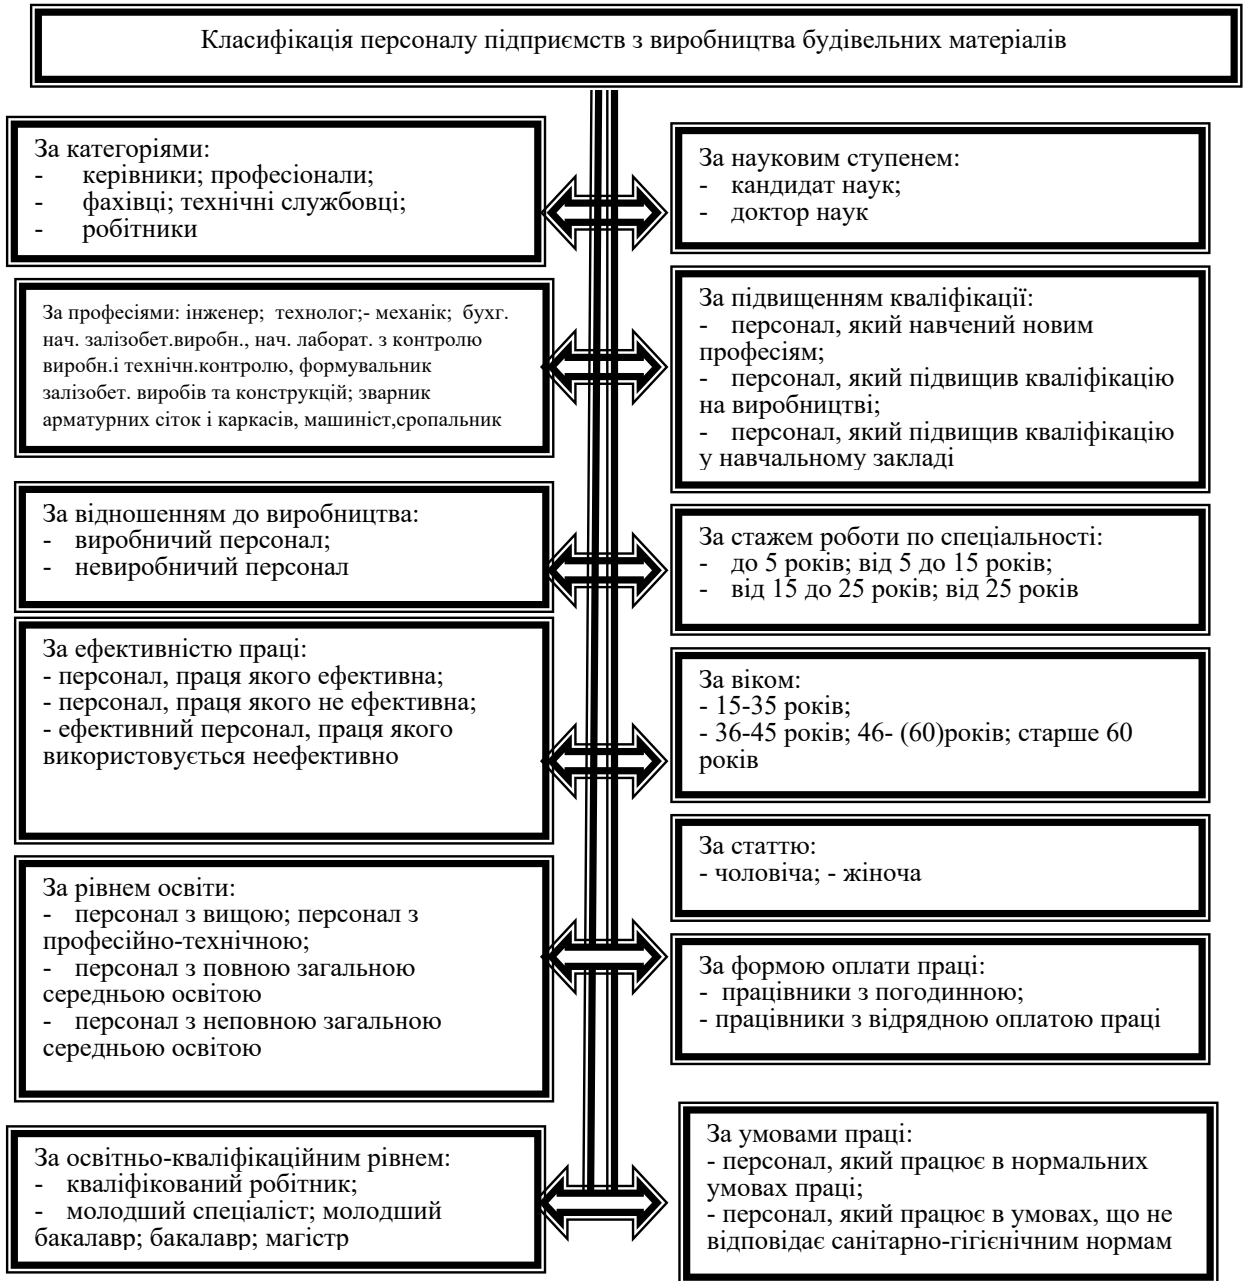 Класифікація персоналу підприємств з виробництва будівельних матеріалів
За категоріями:
- керівники; професіонали;
- фахівці; технічні службовці;
- робітники
За науковим ступенем:
- кандидат наук;
- доктор наук
За професіями: інженер; технолог;- механік; бухг.
нач. залізобет.виробн., нач. лаборат. з контролю
виробн.і технічн.контролю, формувальник
залізобет. виробів та конструкцій; зварник
арматурних сіток і каркасів, машиніст,сропальник
За підвищенням кваліфікації:
- персонал, який навчений новим
професіям;
- персонал, який підвищив кваліфікацію
на виробництві;
- персонал, який підвищив кваліфікацію
у навчальному закладі
За відношенням до виробництва:
- виробничий персонал;
- невиробничий персонал
За стажем роботи по спеціальності:
- до 5 років; від 5 до 15 років;
- від 15 до 25 років; від 25 років
За ефективністю праці:
- персонал, праця якого ефективна;
- персонал, праця якого не ефективна;
- ефективний персонал, праця якого
використовується неефективно
За віком:
- 15-35 років;
- 36-45 років; 46- (60)років; старше 60
років
За статтю:
- чоловіча; - жіноча
За рівнем освіти:
- персонал з вищою; персонал з
професійно-технічною;
- персонал з повною загальною
середньою освітою
- персонал з неповною загальною
середньою освітою
За формою оплати праці:
- працівники з погодинною;
- працівники з відрядною оплатою праці
За освітньо-кваліфікаційним рівнем:
- кваліфікований робітник;
- молодший спеціаліст; молодший
бакалавр; бакалавр; магістр
За умовами праці:
- персонал, який працює в нормальних
умовах праці;
- персонал, який працює в умовах, що не
відповідає санітарно-гігієнічним нормам